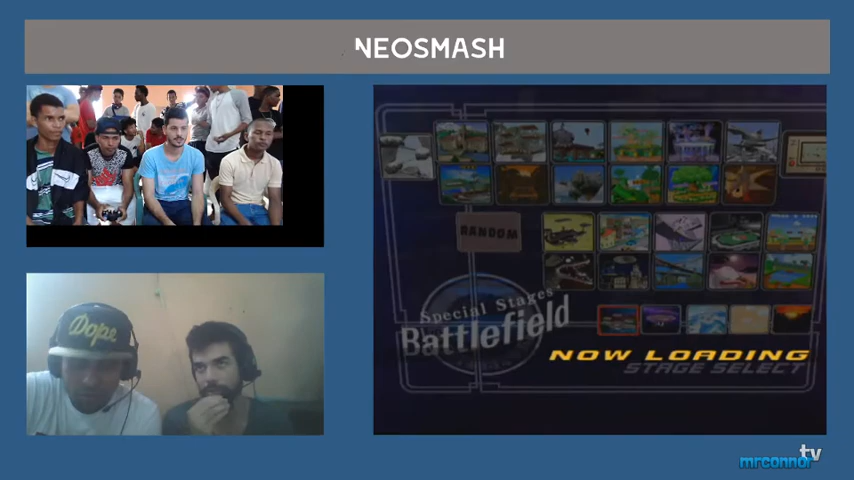 NEOSMASH
RANDOM
Special Stages
Battlefield
NOW LOADING
STAGE SELECT
Dope
tv
mrconnor